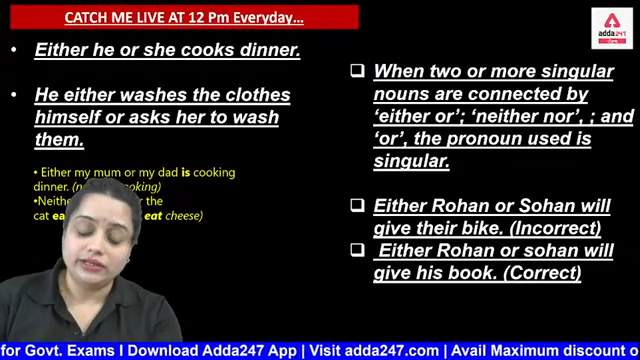 CATCH ME LIVE AT 12 Pm Everyday...
adda247
• Either he or she cooks dinner.
• He either washes the clothes
himself or asks her to wash
them.
• Either my mum or my dad is cooking
dinner.
•Neithe
cat
the
eat cheese)
❑ When two or more singular
nouns are connected by
‘either or’; ‘neither nor’, ; and
‘or’, the pronoun used is
singular.
❑ Either Rohan or Sohan will
give their bike. (Incorrect)
❑ Either Rohan or sohan will
give his book. (Correct)
for Govt. Exams I Download Adda247 App | Visit adda247.com | Avail Maximum discount o